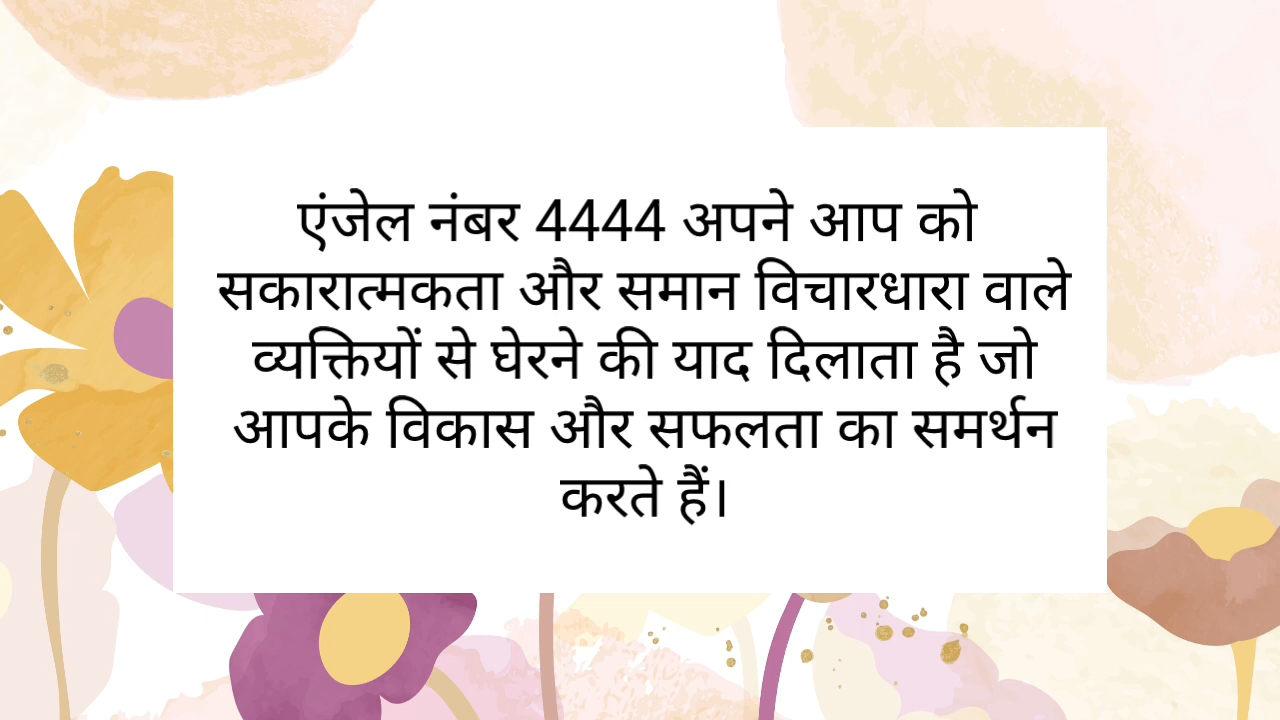 एंजेल नंबर 4444 अपने आप को
सकारात्मकता और समान विचारधारा वाले
व्यक्तियों से घेरने की याद दिलाता है जो
आपके विकास और सफलता का समर्थन
करते हैं।